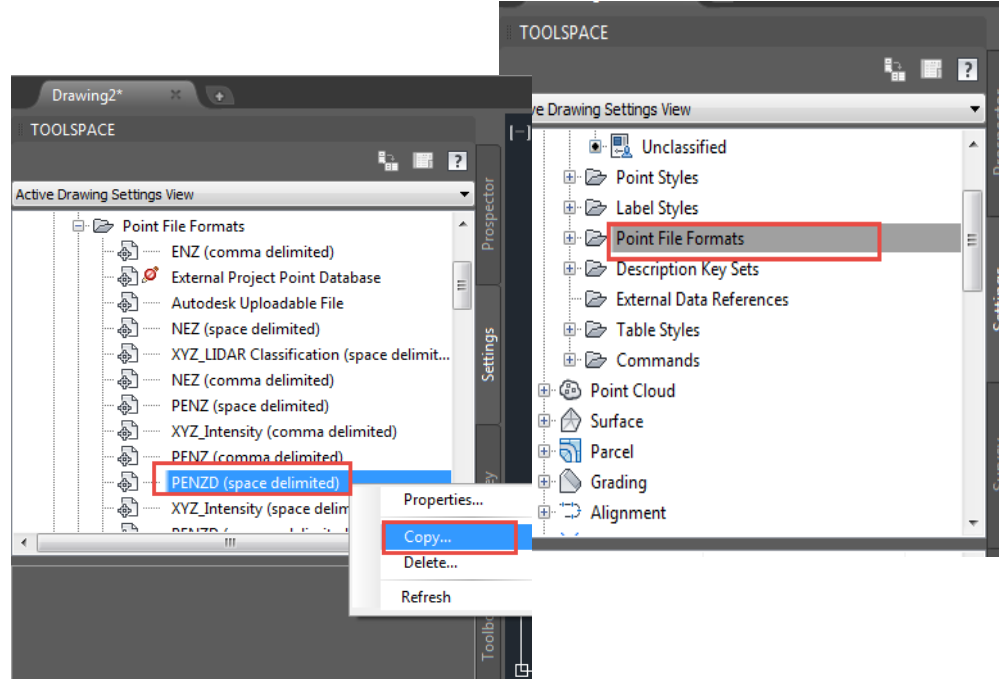 Drawing2*
TOOLSPACE
Active Drawing Settings View
Point File Formats
ENZ (comma delimited)
External Project Point Database
Autodesk Uploadable File
NEZ (space delimited)
XYZ_LIDAR Classification (space delimit...
NEZ (comma delimited)
PENZ (space delimited)
XYZ_Intensity (comma delimited)
PENZ (comma delimited)
PENZD (space delimited)
XYZ_Intensity (space delim
Properties...
Copy...
Delete...
Refresh
Prospector
Settings
Toolbo
[−]
TOOLSPACE
ve Drawing Settings View
Unclassified
Point Styles
Label Styles
Point File Formats
Description Key Sets
External Data References
Table Styles
Commands
Point Cloud
Surface
Parcel
Grading
Alignment